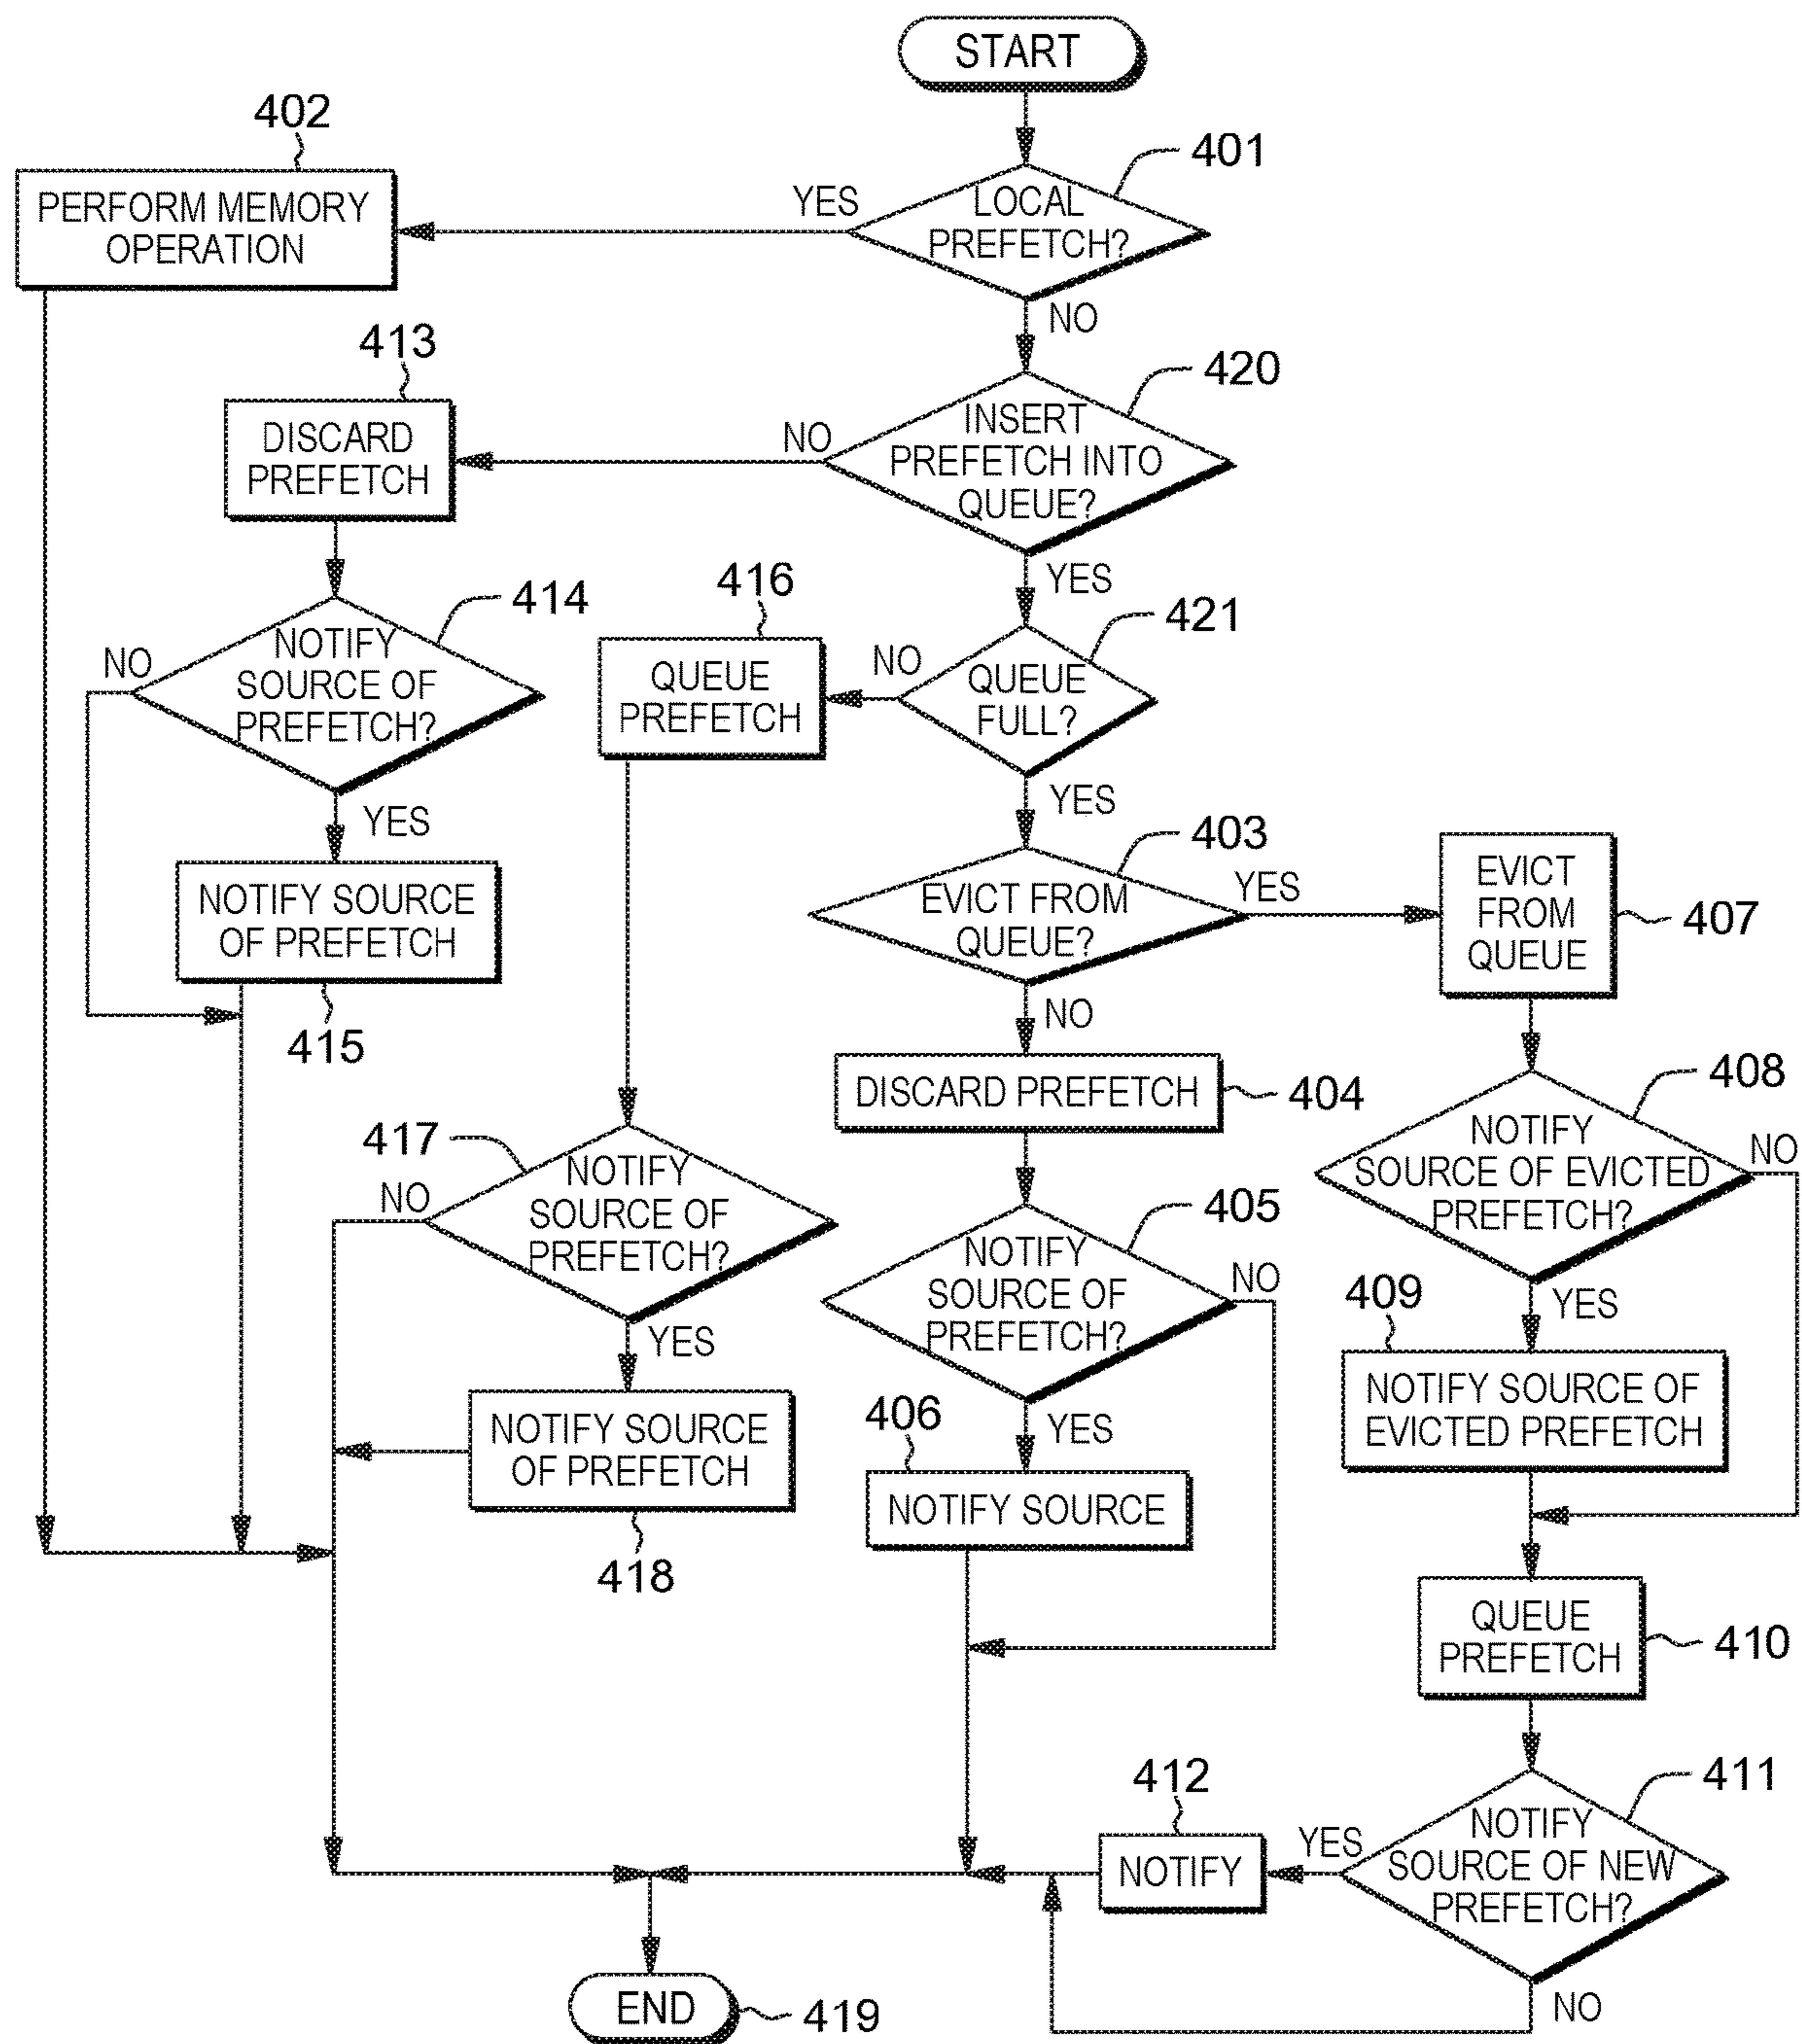 START
402
401
PERFORM MEMORY
OPERATION
YES
LOCAL
PREFETCH?
NO
413
420
DISCARD
PREFETCH
NO
INSERT
PREFETCH INTO
QUEUE?
YES
416
414
421
NOTIFY
SOURCE OF
PREFETCH?
NO
QUEUE
PREFETCH
NO
QUEUE
FULL?
YES
YES
403
NOTIFY SOURCE
OF PREFETCH
415
EVICT FROM
QUEUE?
YES
EVICT
FROM
QUEUE
407
NO
DISCARD PREFETCH
404
408
417
NOTIFY
SOURCE OF
PREFETCH?
NO
YES
405
NOTIFY
SOURCE OF
PREFETCH?
NO
NOTIFY
SOURCE OF EVICTED
PREFETCH?
NO
YES
409
NOTIFY SOURCE OF
EVICTED PREFETCH
406
YES
NOTIFY SOURCE
OF PREFETCH
418
NOTIFY SOURCE
QUEUE
PREFETCH
410
412
411
NOTIFY
YES
NOTIFY
SOURCE OF NEW
PREFETCH?
NO
END
419